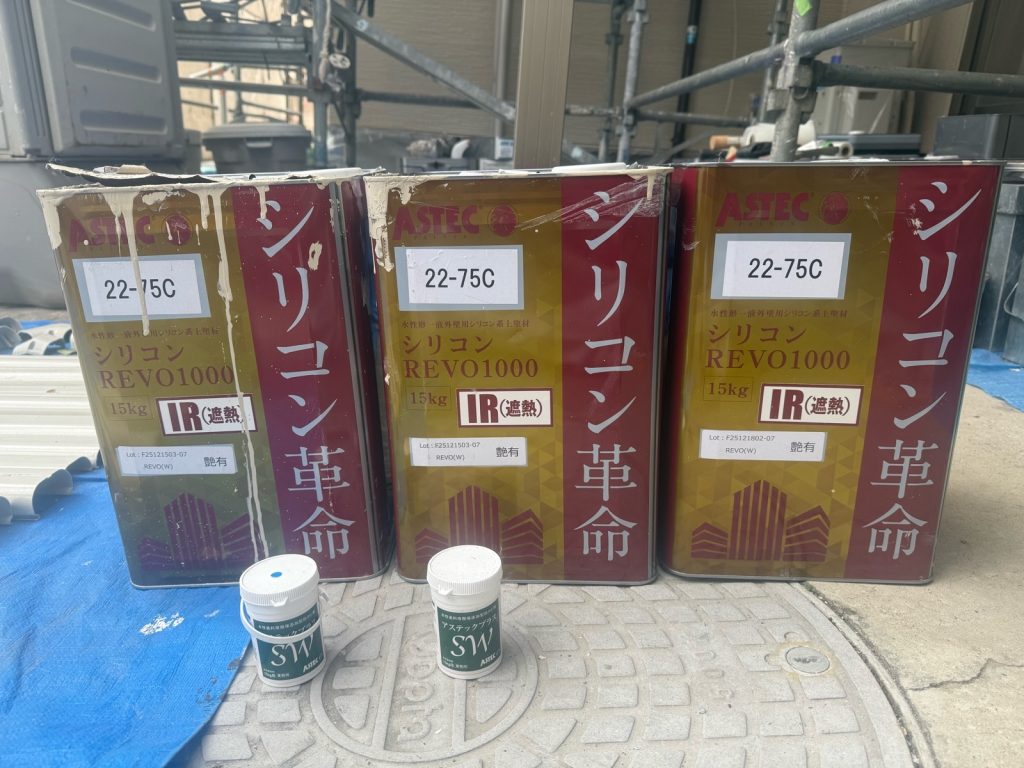 ASTEC
22-75C
水性形一液外壁用シリコン系上塗材
シリコン
REVO1000
15kg
IR(遮熱)
Lot : F25121503-07
REVO(W)
艶有
シリコン革命
ASTEC
22-75C
水性形一液外壁用シリコン系上塗材
シリコン
REVO1000
15kg
IR(遮熱)
Lot : F25121503-07
REVO(W)
艶有
シリコン革命
ASTEC
22-75C
水性形一液外壁用シリコン系上塗材
シリコン
REVO1000
15kg
IR(遮熱)
Lot : F25121802-07
REVO(W)
艶有
シリコン革命
SW
ASTEC
アステックプラス
SW
ASTEC